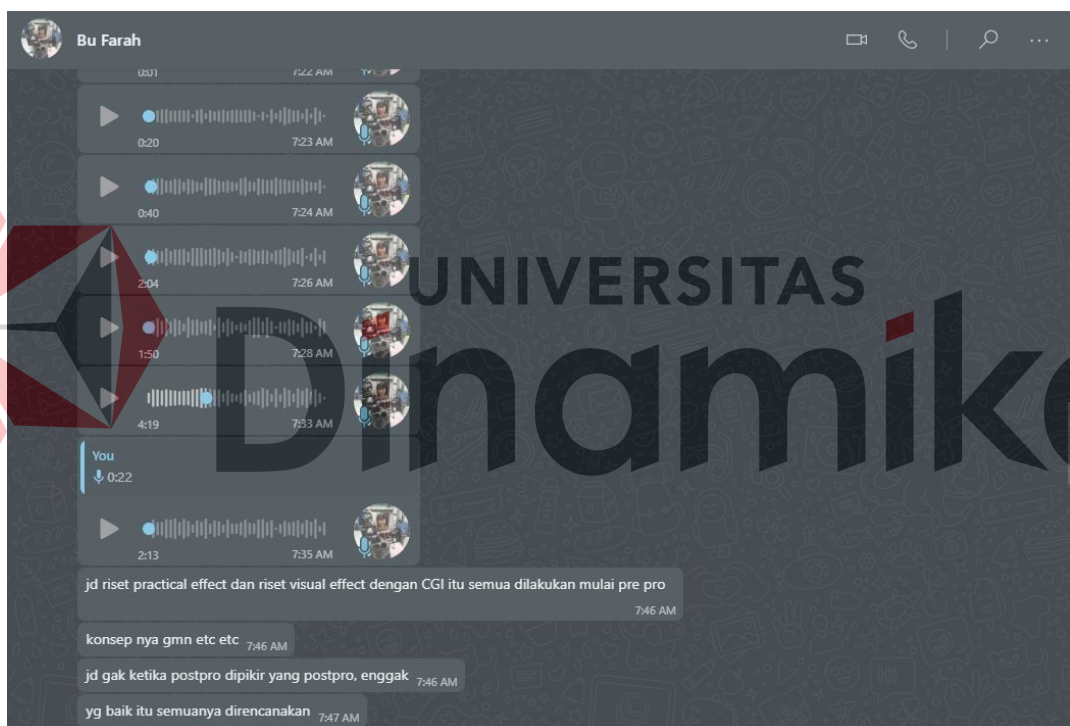 Bu Farah
0:01 7:22 AM
0:20 7:23 AM
0:40 7:24 AM
2:04 7:26 AM
1:50 7:28 AM
4:19 7:33 AM
You
0:22
2:13 7:35 AM
jd riset practical effect dan riset visual effect dengan CGI itu semua dilakukan mulai pre pro
7:46 AM
konsep nya gmn etc etc 7:46 AM
jd gak ketika postpro dipikir yang postpro, enggak 7:46 AM
yg baik itu semuanya direncanakan 7:47 AM
UNIVERSITAS
Dinamik